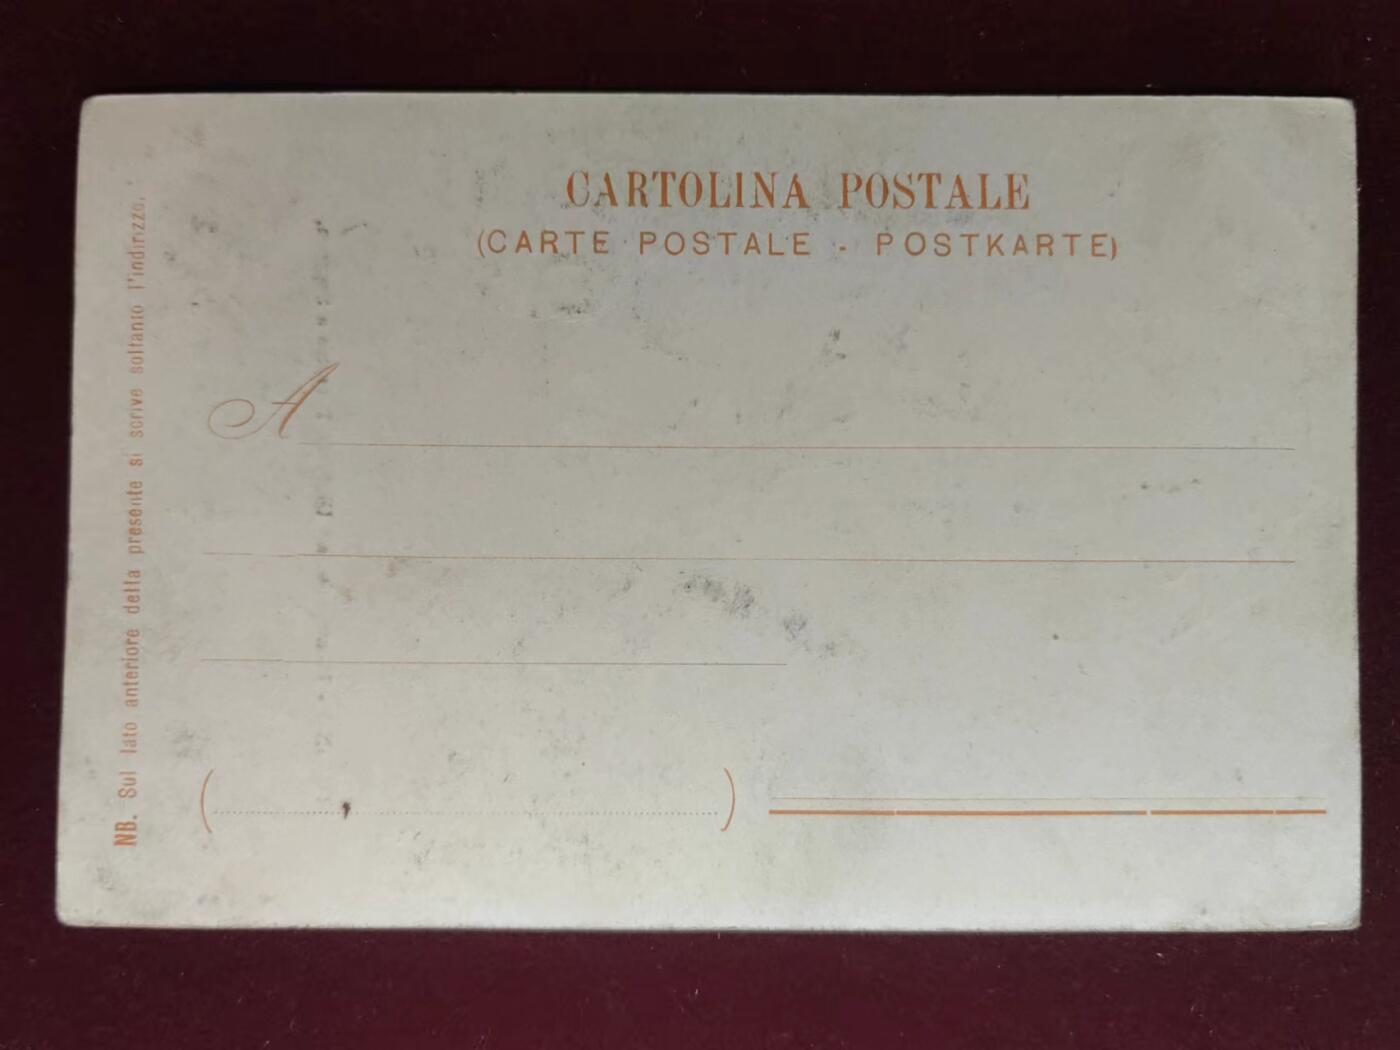 CARTOLINA POSTALE
(CARTE POSTALE - POSTKARTE)
A
NB. Sul lato anteriore della presente si scrive soltanto l'indirizzo.